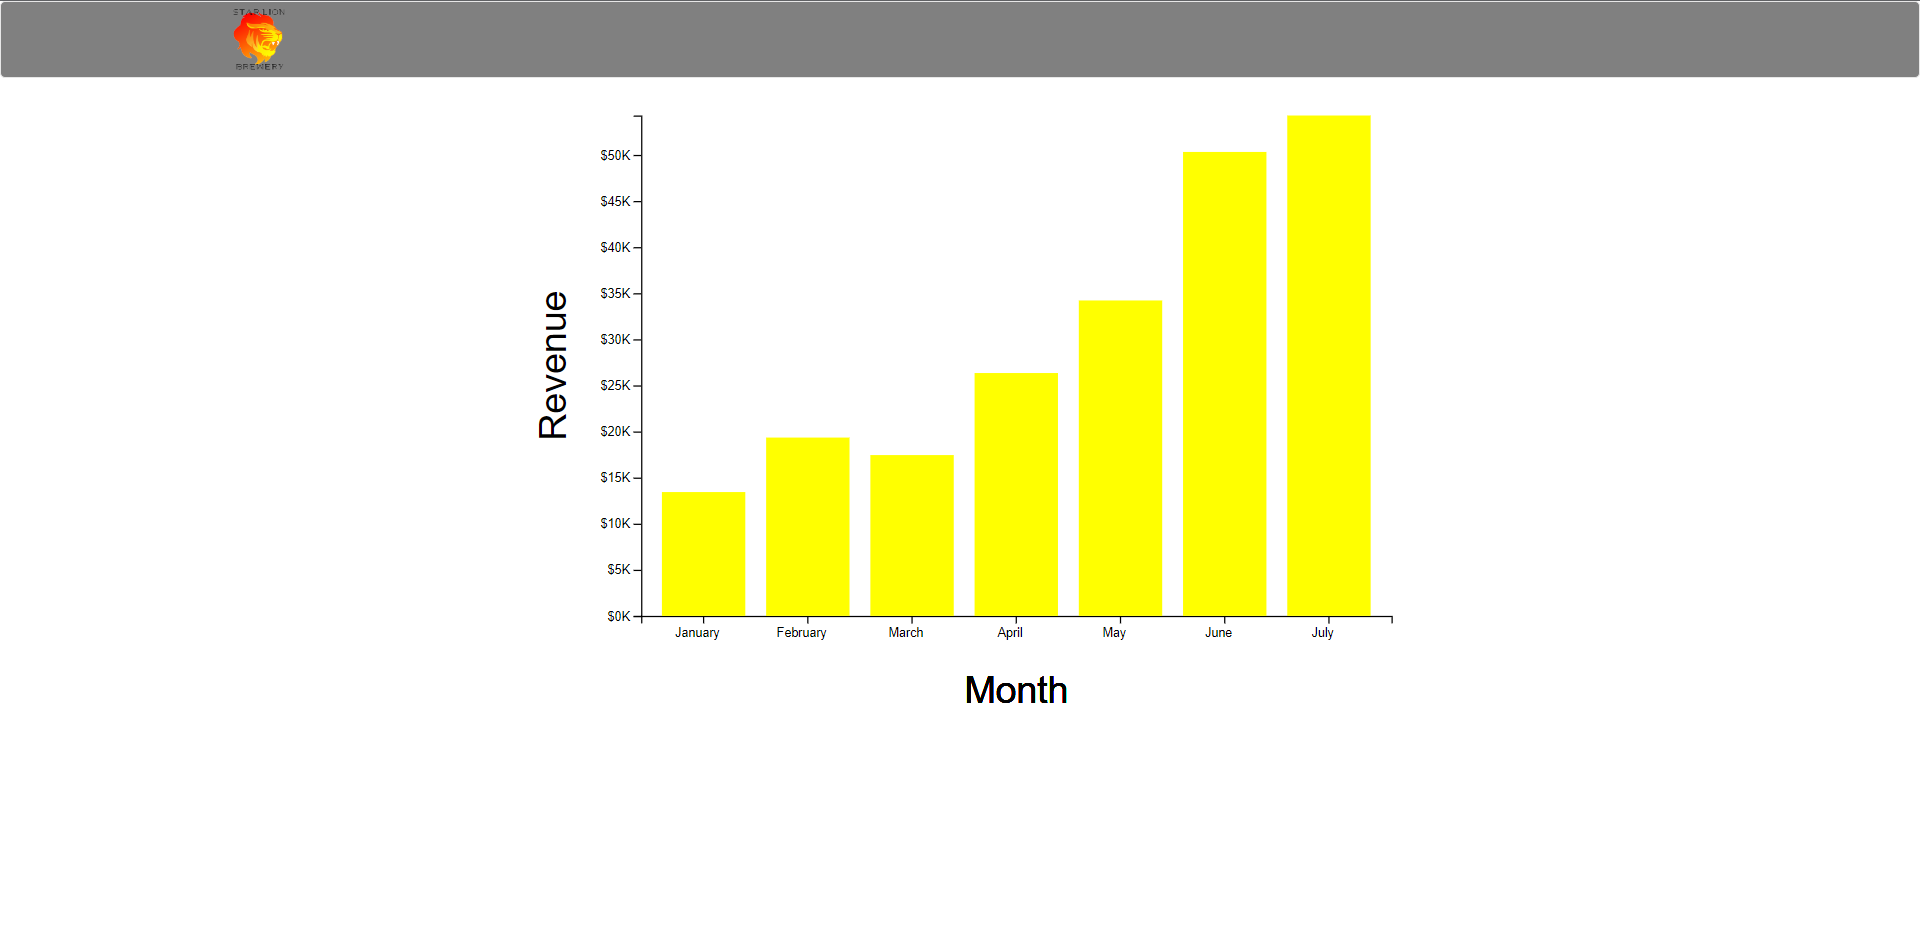 STAR LION
BREWERY
$50K
$45K
$40K
$35K
$30K
$25K
$20K
$15K
$10K
$5K
$0K
Revenue
January February March April May June July
Month